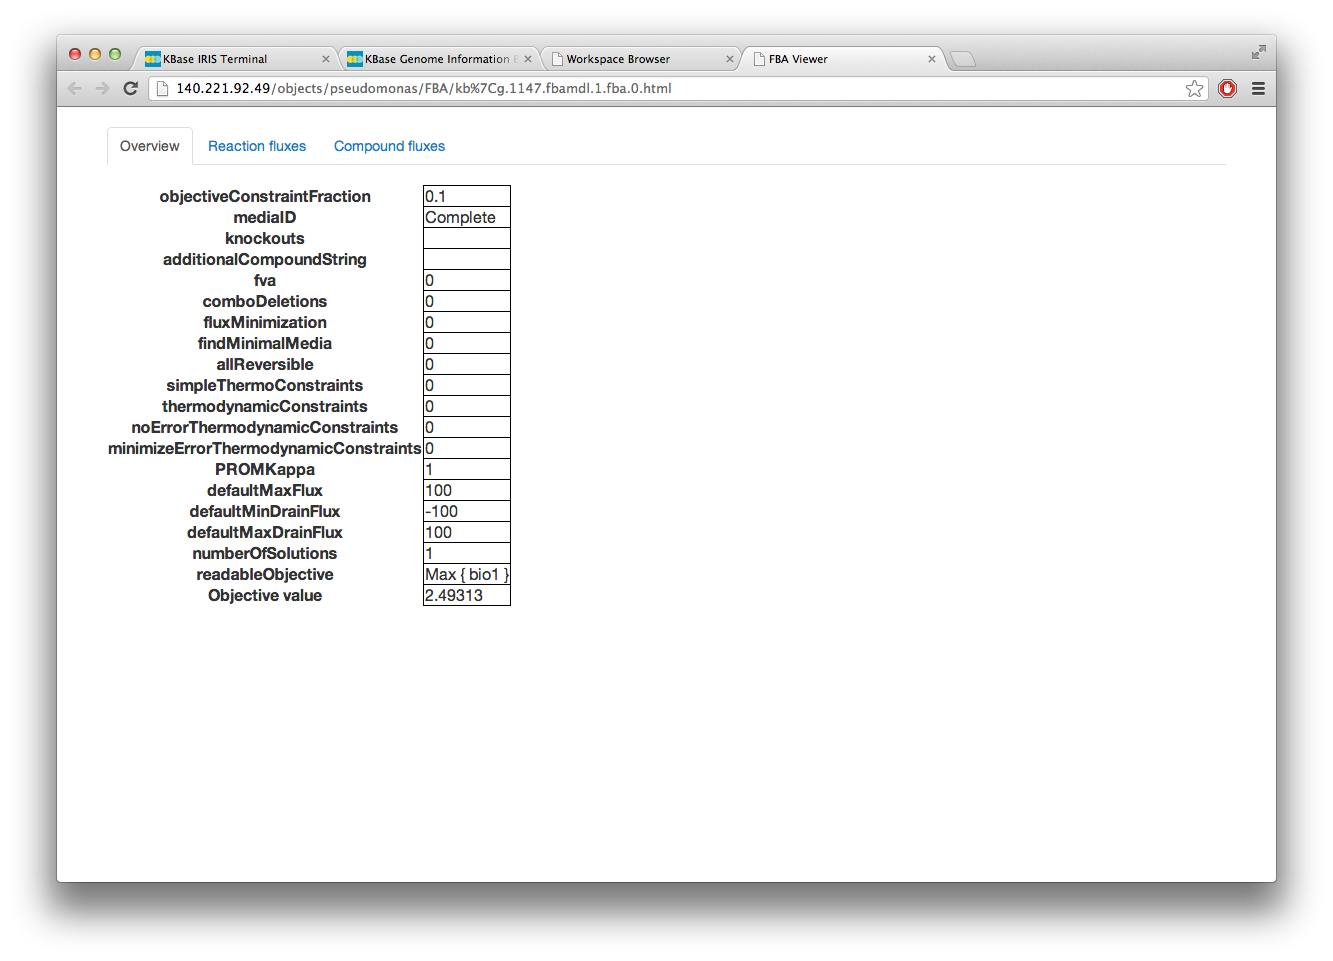 KBase IRIS Terminal KBase Genome Information Workspace Browser FBA Viewer
140.221.92.49/objects/pseudomonas/FBA/kb%7Cg.1147.fbamdl.1.fba.0.html
Overview Reaction fluxes Compound fluxes
objectiveConstraintFraction 0.1
mediaID Complete
knockouts
additionalCompoundString
fva 0
comboDeletions 0
fluxMinimization 0
findMinimalMedia 0
allReversible 0
simpleThermoConstraints 0
thermodynamicConstraints 0
noErrorThermodynamicConstraints 0
minimizeErrorThermodynamicConstraints 0
PROMKappa 1
defaultMaxFlux 100
defaultMinDrainFlux -100
defaultMaxDrainFlux 100
numberOfSolutions 1
readableObjective Max { bio1 }
Objective value 2.49313